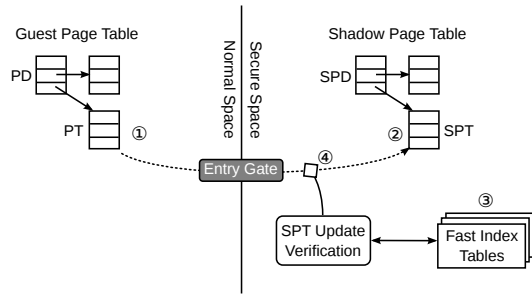 Guest Page Table
Shadow Page Table
Normal Space
Secure Space
PD
SPD
PT
①
②
SPT
Entry Gate
④
③
SPT Update
Verification
Fast Index
Tables